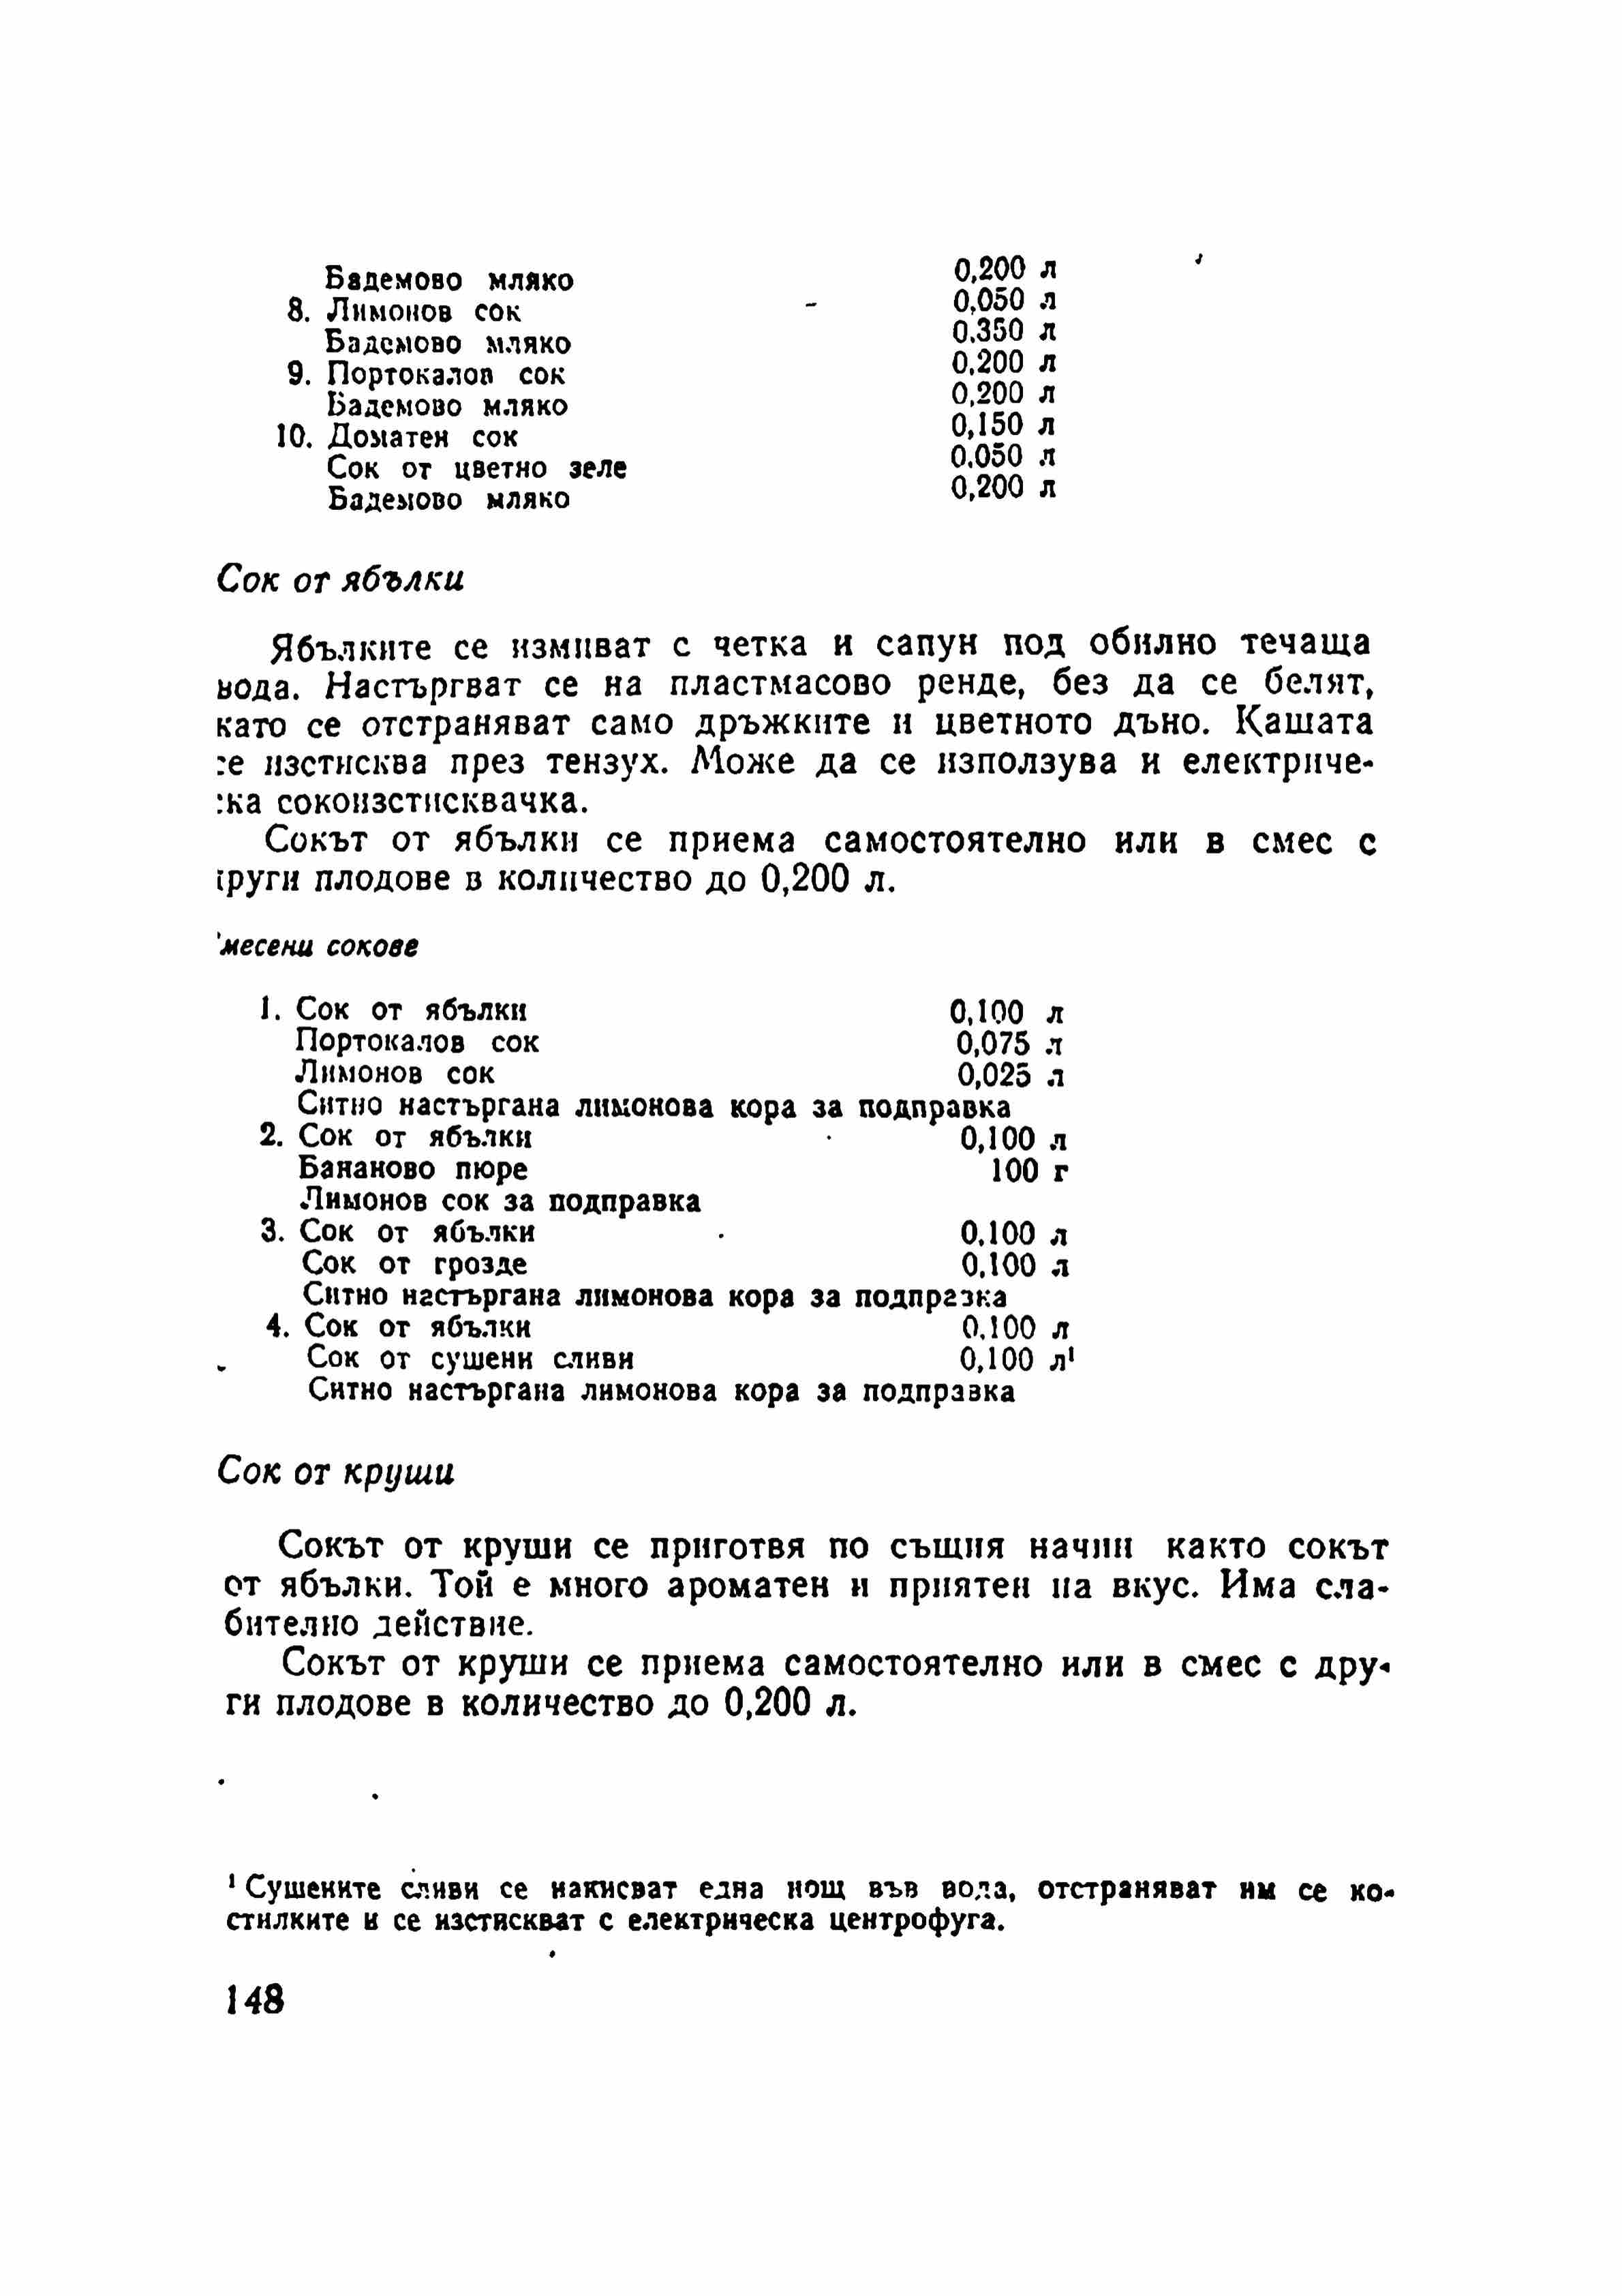 Бадемово мляко 0,200 л
8. Лимонов сок 0,050 л
Бадемово мляко 0,350 л
9. Портокалов сок 0,200 л
Бадемово мляко 0,200 л
10. Доматен сок 0,150 л
Сок от цветно зеле 0,050 л
Бадемово мляко 0,200 л
Сок от ябълки
Ябълките се измиват с четка и сапун под обилно течаща
вода. Настъргват се на пластмасово ренде, без да се белят,
като се отстраняват само дръжките и цветното дъно. Кашата
се изстисква през тензух. Може да се използува и електриче-
ска сокоизстисквачка.
Сокът от ябълки се приема самостоятелно или в смес с
други плодове в количество до 0,200 л.
месени сокове
1. Сок от ябълки 0,100 л
Портокалов сок 0,075 л
Лимонов сок 0,025 л
Ситно настъргана лимонова кора за подправка
2. Сок от ябълки 0,100 л
Бананово пюре 100 г
Лимонов сок за подправка
3. Сок от ябълки 0,100 л
Сок от грозде 0,100 л
Ситно настъргана лимонова кора за подправка
4. Сок от ябълки 0,100 л
Сок от сушени сливи 0,100 л¹
Ситно настъргана лимонова кора за подправка
Сок от круши
Сокът от круши се приготвя по същия начин както сокът
от ябълки. Той е много ароматен и приятен на вкус. Има сла-
бително действие.
Сокът от круши се приема самостоятелно или в смес с дру-
ги плодове в количество до 0,200 л.
¹ Сушените сливи се накисват една нощ във вода, отстраняват им се ко-
стилките и се изстискват с електрическа центрофуга.
148